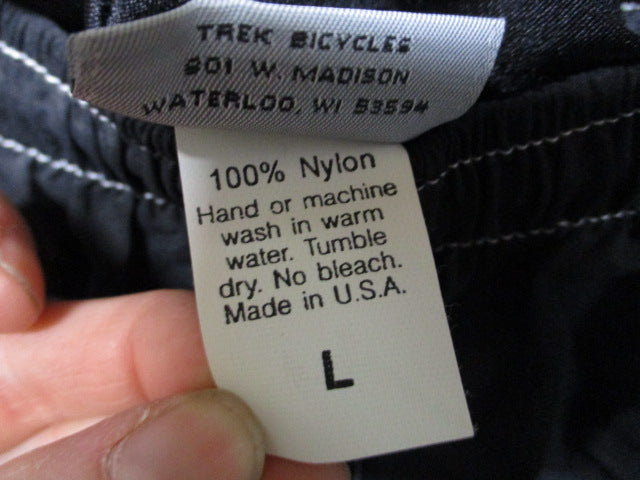 TREK BICYCLES
801 W. MADISON
WATERLOO, WI 53594
100% Nylon
Hand or machine
wash in warm
water. Tumble
dry. No bleach.
Made in U.S.A.
L